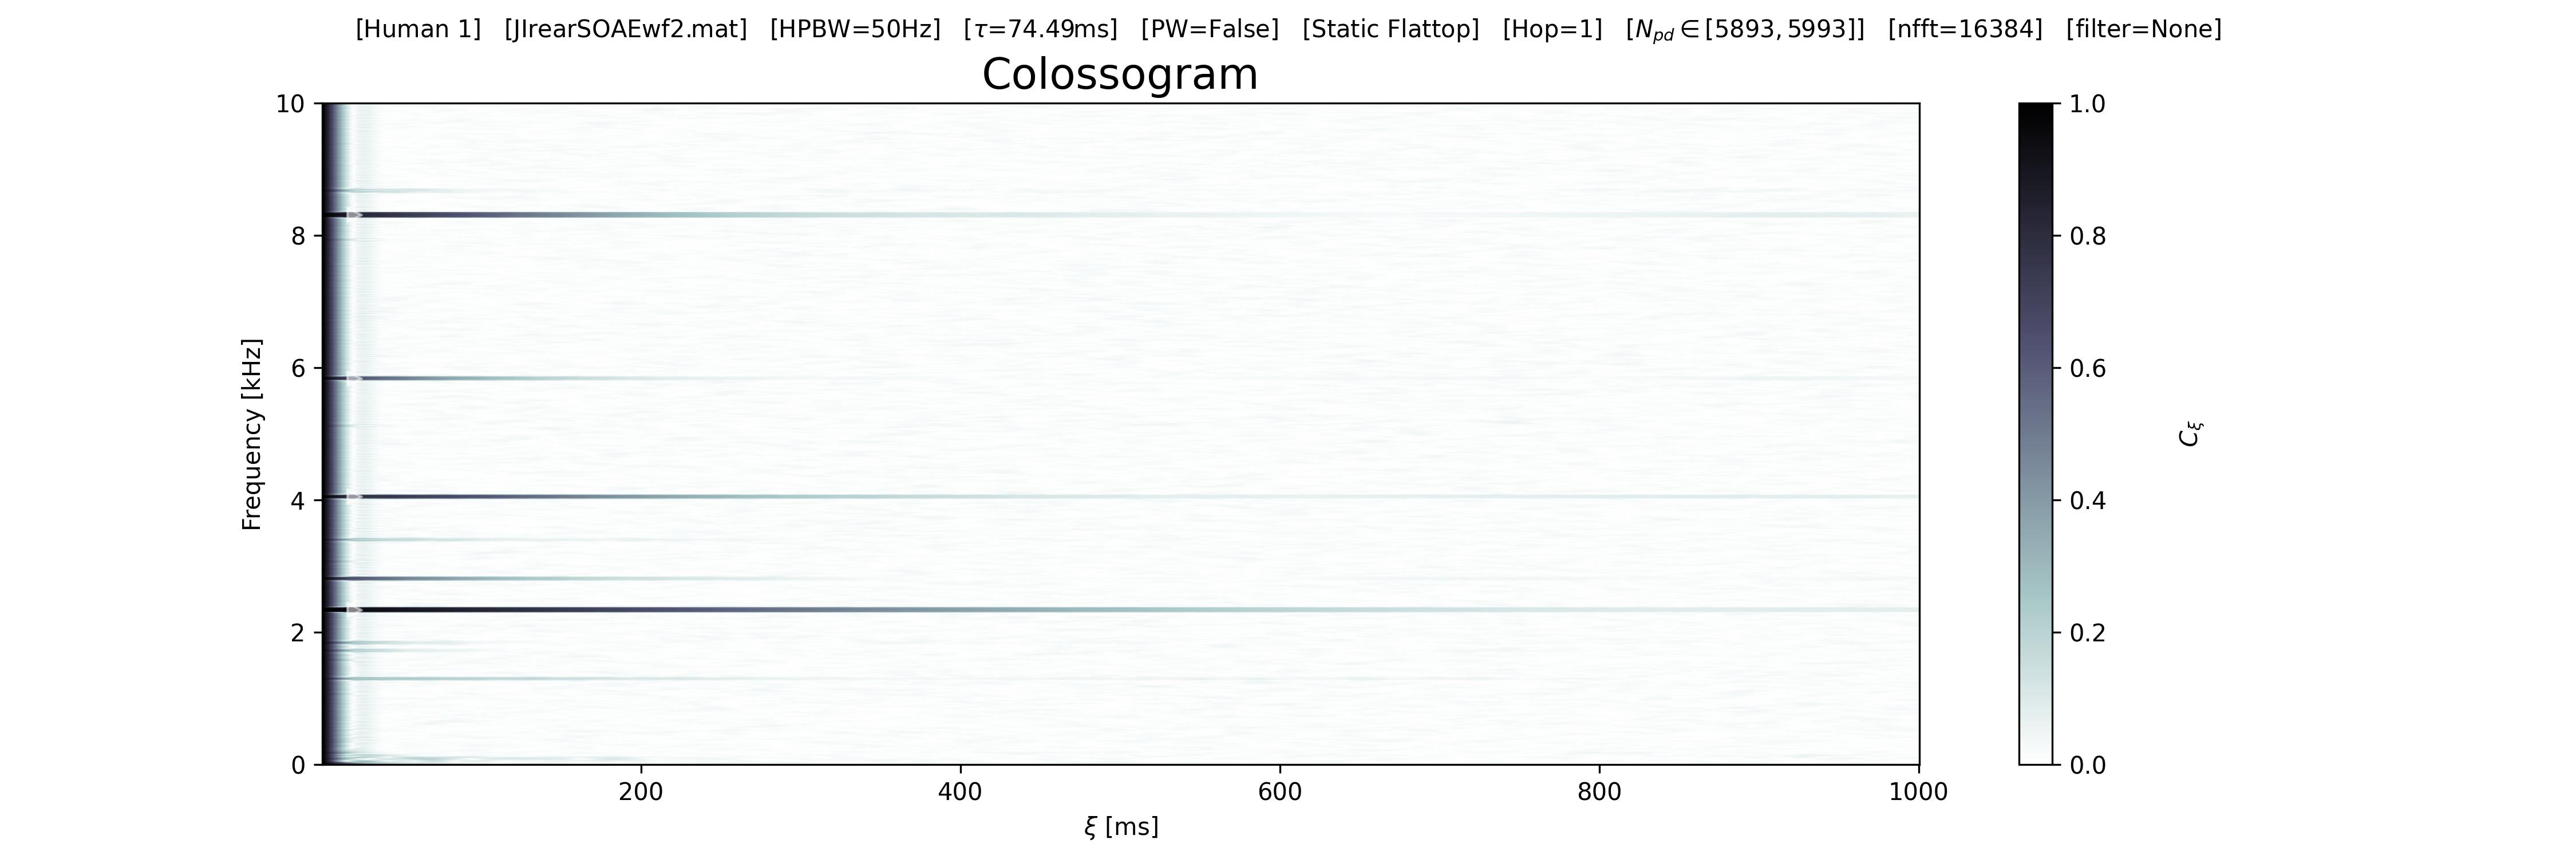 [Human 1] [JIrearSOAEwf2.mat] [HPBW=50Hz] [τ=74.49ms] [PW=False] [Static Flattop] [Hop=1] [N_pd ∈ [5893, 5993]] [nfft=16384] [filter=None]
Colossogram
10
8
6
4
2
0
Frequency [kHz]
200 400 600 800 1000
ξ [ms]
1.0
0.8
0.6
0.4
0.2
0.0
C_ξ